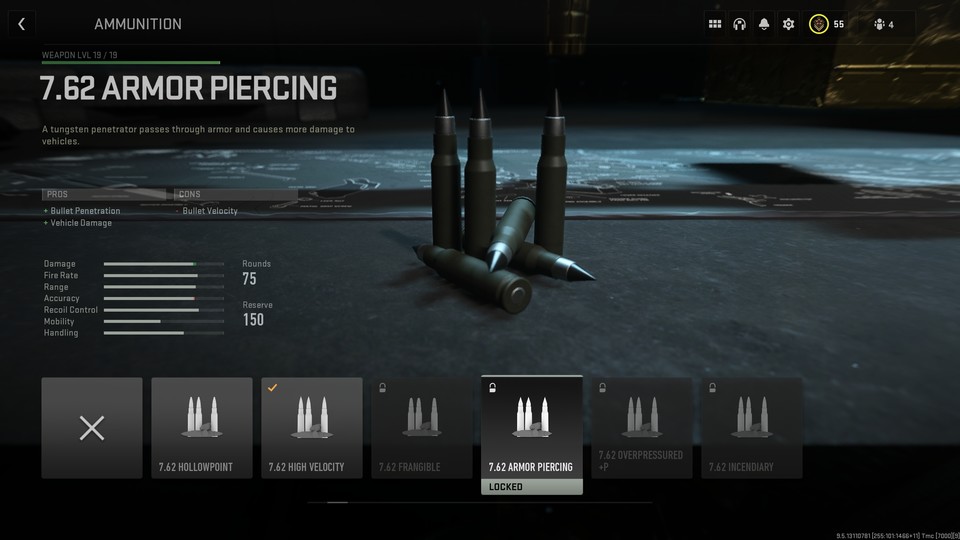 AMMUNITION
55
4
WEAPON LVL 19 / 19
7.62 ARMOR PIERCING
A tungsten penetrator passes through armor and causes more damage to
vehicles.
PROS
CONS
+ Bullet Penetration
- Bullet Velocity
+ Vehicle Damage
Damage
Rounds
Fire Rate
75
Range
Accuracy
Reserve
Recoil Control
150
Mobility
Handling
7.62 HOLLOWPOINT
7.62 HIGH VELOCITY
7.62 FRANGIBLE
7.62 ARMOR PIERCING
LOCKED
7.62 OVERPRESSURED
+P
7.62 INCENDIARY